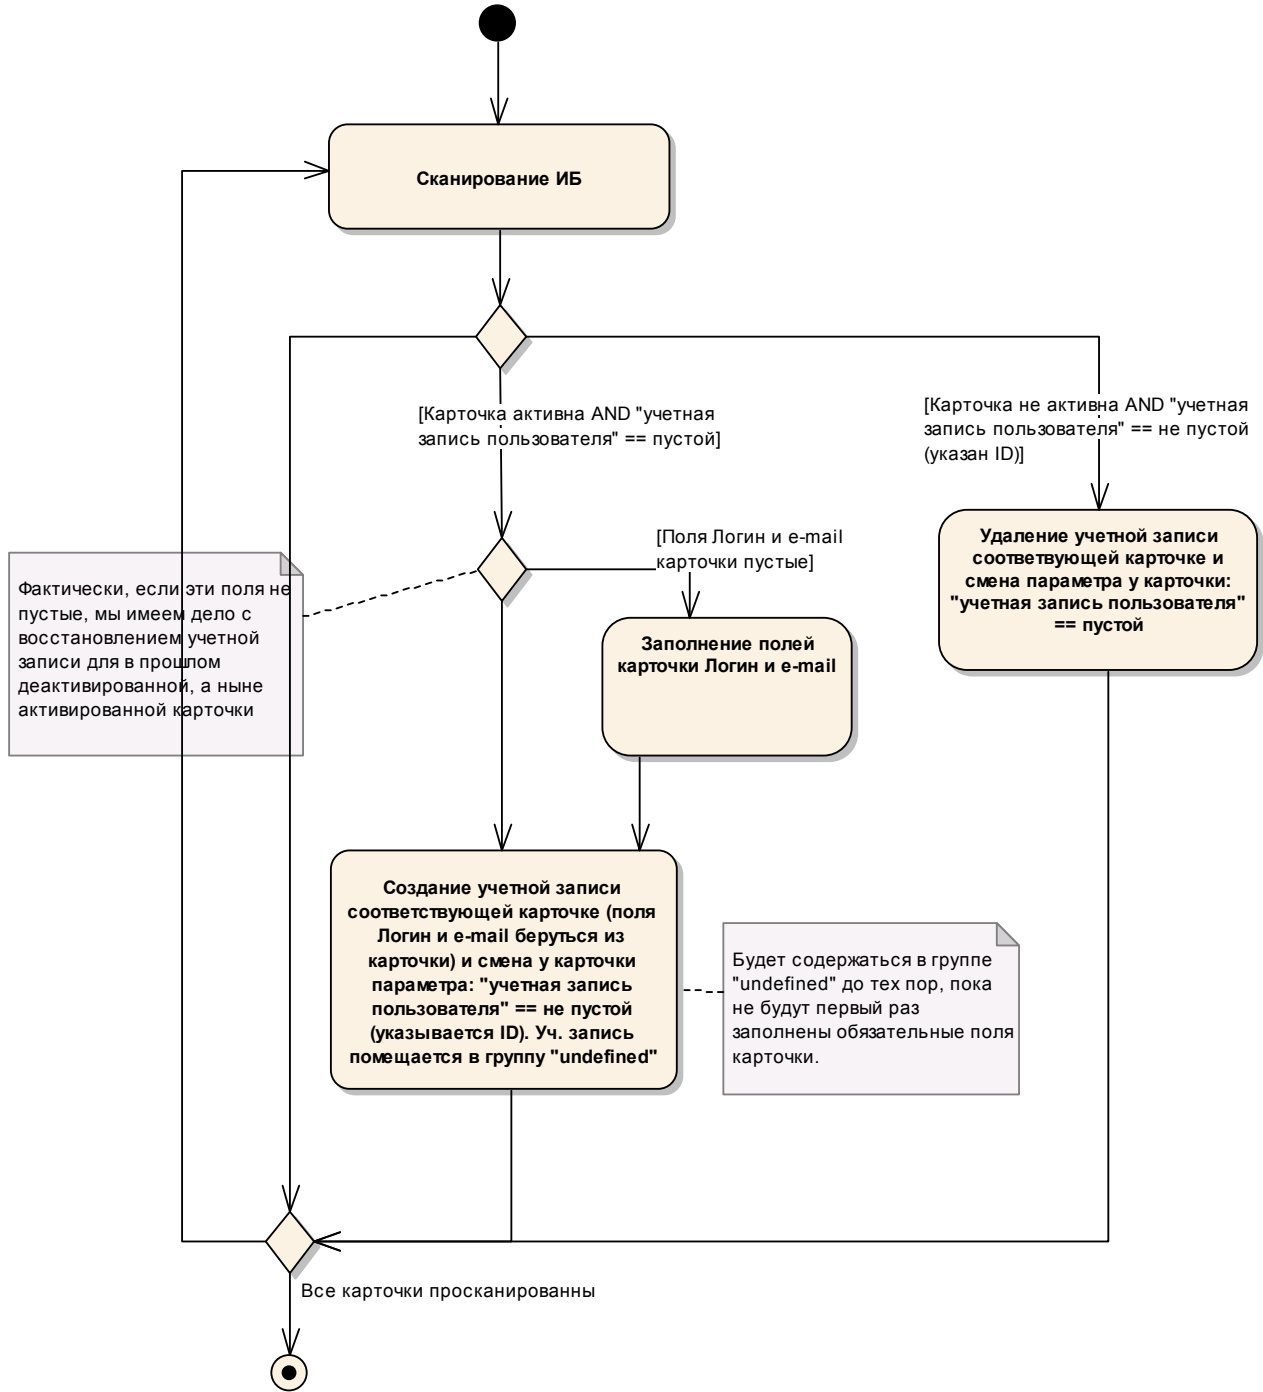 Сканирование ИБ
[Карточка активна AND "учетная
запись пользователя" == пустой]
[Карточка не активна AND "учетная
запись пользователя" == не пустой
(указан ID)]
[Поля Логин и e-mail
карточки пустые]
Удаление учетной записи
соответвующей карточке и
смена параметра у карточки:
"учетная запись пользователя"
== пустой
Фактически, если эти поля не
пустые, мы имеем дело с
восстановлением учетной
записи для в прошлом
деактивированной, а ныне
активированной карточки
Заполнение полей
карточки Логин и e-mail
Создание учетной записи
соответствующей карточке (поля
Логин и e-mail беруться из
карточки) и смена у карточки
параметра: "учетная запись
пользователя" == не пустой
(указывается ID). Уч. запись
помещается в группу "undefined"
Будет содержаться в группе
"undefined" до тех пор, пока
не будут первый раз
заполнены обязательные поля
карточки.
Все карточки просканированны